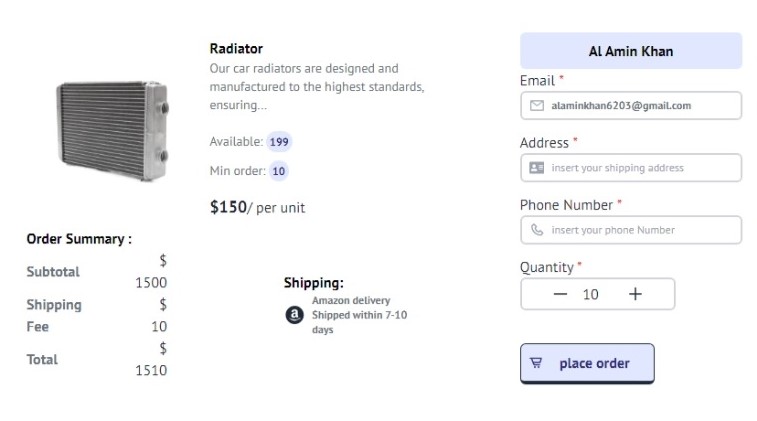 Radiator
Our car radiators are designed and
manufactured to the highest standards,
ensuring...
Available: 199
Min order: 10
$150/ per unit
Order Summary :
Subtotal $ 1500
Shipping Fee $ 10
Total $ 1510
Shipping:
a
Amazon delivery
Shipped within 7-10
days
Al Amin Khan
Email *
alaminkhan6203@gmail.com
Address *
insert your shipping address
Phone Number *
insert your phone Number
Quantity *
— 10 +
place order